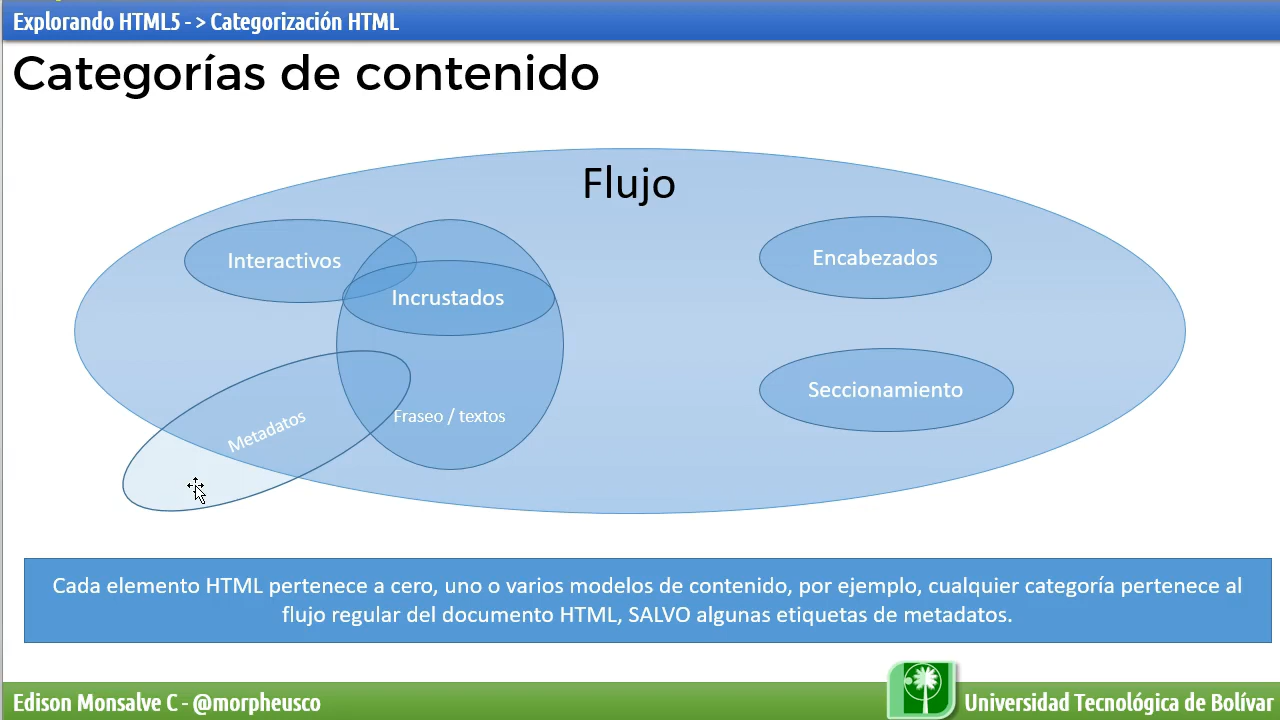 Explorando HTML5 - > Categorización HTML
Categorías de contenido
Flujo
Interactivos
Incrustados
Encabezados
Seccionamiento
Metadatos
Fraseo / textos
Cada elemento HTML pertenece a cero, uno o varios modelos de contenido, por ejemplo, cualquier categoría pertenece al
flujo regular del documento HTML, SALVO algunas etiquetas de metadatos.
Edison Monsalve C - @morpheusco
Universidad Tecnológica de Bolívar